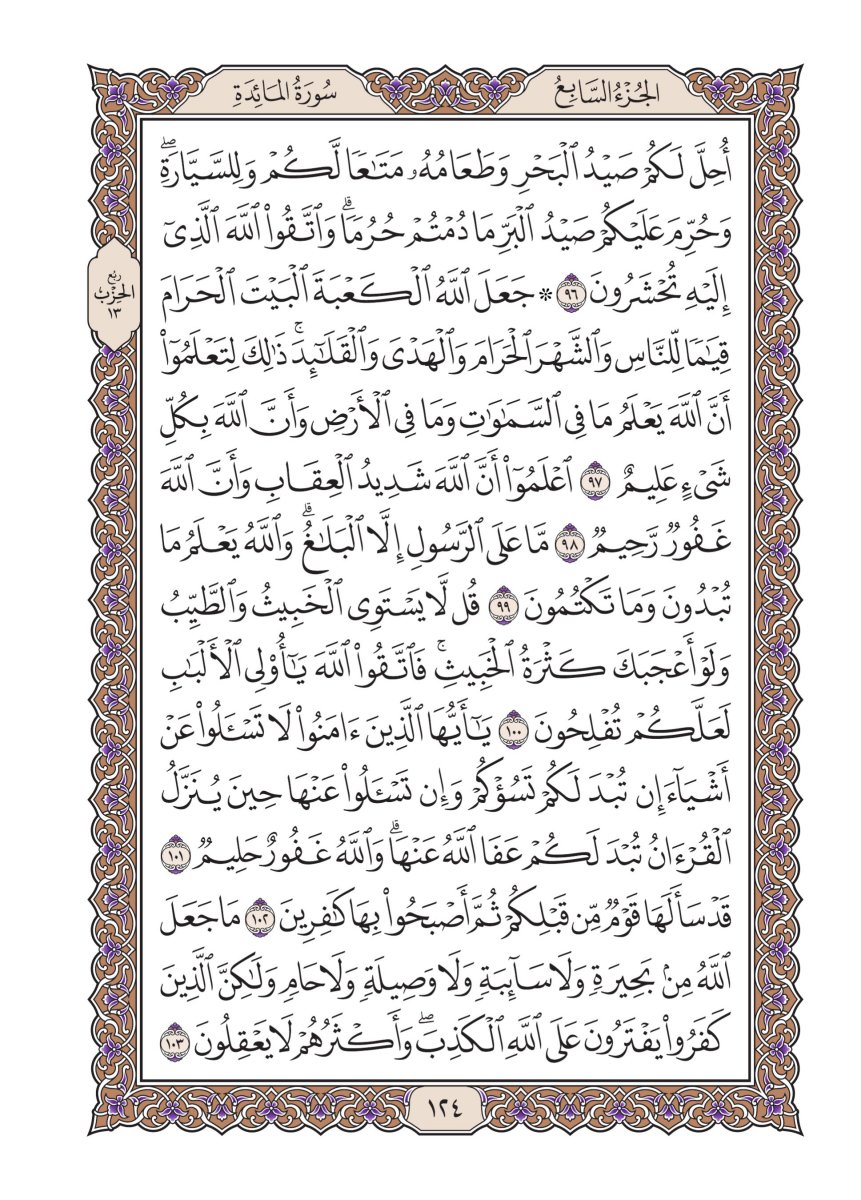 الجُزْءُ السَّابِعُ
سُورَةُ المَائِدَةِ
أُحِلَّ لَكُمْ صَيْدُ ٱلْبَحْرِ وَطَعَامُهُۥ مَتَٰعًا لَّكُمْ وَلِلسَّيَّارَةِۖ
وَحُرِّمَ عَلَيْكُمْ صَيْدُ ٱلْبَرِّ مَا دُمْتُمْ حُرُمًاۗ وَٱتَّقُوا۟ ٱللَّهَ ٱلَّذِىٓ
إِلَيْهِ تُحْشَرُونَ ٩٦ * جَعَلَ ٱللَّهُ ٱلْكَعْبَةَ ٱلْبَيْتَ ٱلْحَرَامَ
رُبْع
الحِزْب
١٣
قِيَٰمًا لِّلنَّاسِ وَٱلشَّهْرَ ٱلْحَرَامَ وَٱلْهَدْىَ وَٱلْقَلَٰٓئِدَۚ ذَٰلِكَ لِتَعْلَمُوٓا۟
أَنَّ ٱللَّهَ يَعْلَمُ مَا فِى ٱلسَّمَٰوَٰتِ وَمَا فِى ٱلْأَرْضِ وَأَنَّ ٱللَّهَ بِكُلِّ
شَىْءٍ عَلِيمٌ ٩٧ ٱعْلَمُوٓا۟ أَنَّ ٱللَّهَ شَدِيدُ ٱلْعِقَابِ وَأَنَّ ٱللَّهَ
غَفُورٌ رَّحِيمٌ ٩٨ مَّا عَلَى ٱلرَّسُولِ إِلَّا ٱلْبَلَٰغُۗ وَٱللَّهُ يَعْلَمُ مَا
تُبْدُونَ وَمَا تَكْتُمُونَ ٩٩ قُل لَّا يَسْتَوِى ٱلْخَبِيثُ وَٱلطَّيِّبُ
وَلَوْ أَعْجَبَكَ كَثْرَةُ ٱلْخَبِيثِۚ فَٱتَّقُوا۟ ٱللَّهَ يَٰٓأُو۟لِى ٱلْأَلْبَٰبِ
لَعَلَّكُمْ تُفْلِحُونَ ١٠٠ يَٰٓأَيُّهَا ٱلَّذِينَ ءَامَنُوا۟ لَا تَسْـَٔلُوا۟ عَنْ
أَشْيَآءَ إِن تُبْدَ لَكُمْ تَسُؤْكُمْ وَإِن تَسْـَٔلُوا۟ عَنْهَا حِينَ يُنَزَّلُ
ٱلْقُرْءَانُ تُبْدَ لَكُمْ عَفَا ٱللَّهُ عَنْهَاۗ وَٱللَّهُ غَفُورٌ حَلِيمٌ ١٠١
قَدْ سَأَلَهَا قَوْمٌ مِّن قَبْلِكُمْ ثُمَّ أَصْبَحُوا۟ بِهَا كَٰفِرِينَ ١٠٢ مَا جَعَلَ
ٱللَّهُ مِنۢ بَحِيرَةٍ وَلَا سَآئِبَةٍ وَلَا وَصِيلَةٍ وَلَا حَامٍ وَلَٰكِنَّ ٱلَّذِينَ
كَفَرُوا۟ يَفْتَرُونَ عَلَى ٱللَّهِ ٱلْكَذِبَۖ وَأَكْثَرُهُمْ لَا يَعْقِلُونَ ١٠٣
١٢٤